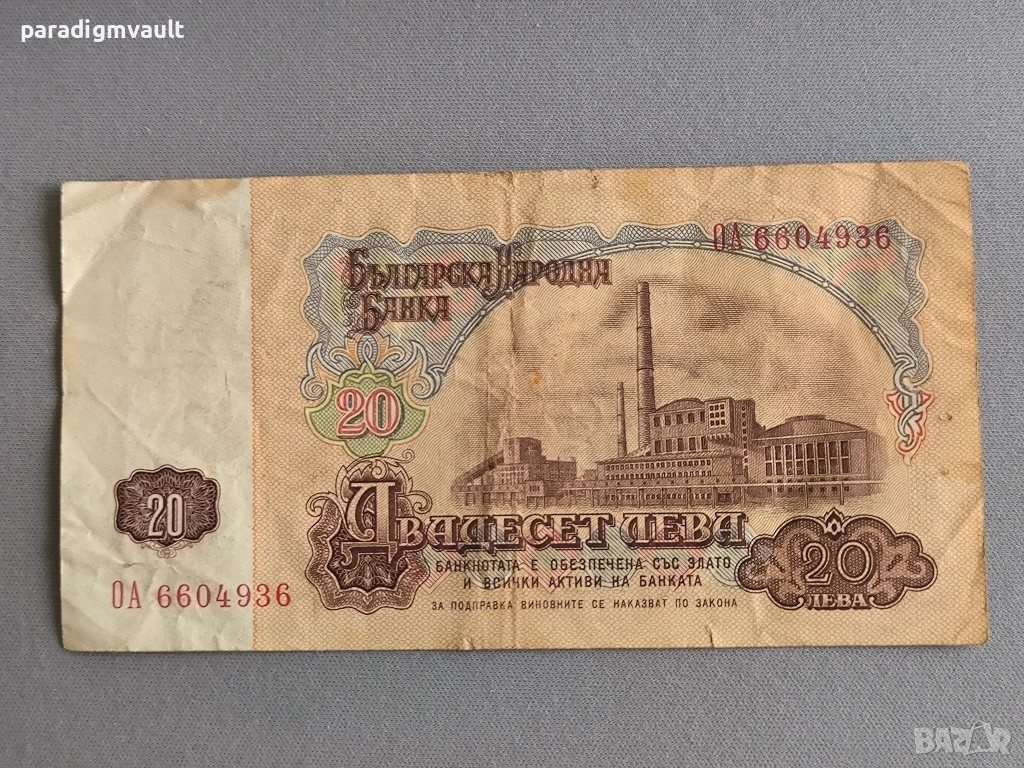 paradigmvault
ОА 6604936
Българска Народна
Банка
20
20
Двадесет лева
20
БАНКНОТАТА Е ОБЕЗПЕЧЕНА СЪС ЗЛАТО
И ВСИЧКИ АКТИВИ НА БАНКАТА
ЛЕВА
ОА 6604936
ЗА ПОДПРАВКА ВИНОВНИТЕ СЕ НАКАЗВАТ ПО ЗАКОНА
BAZAR